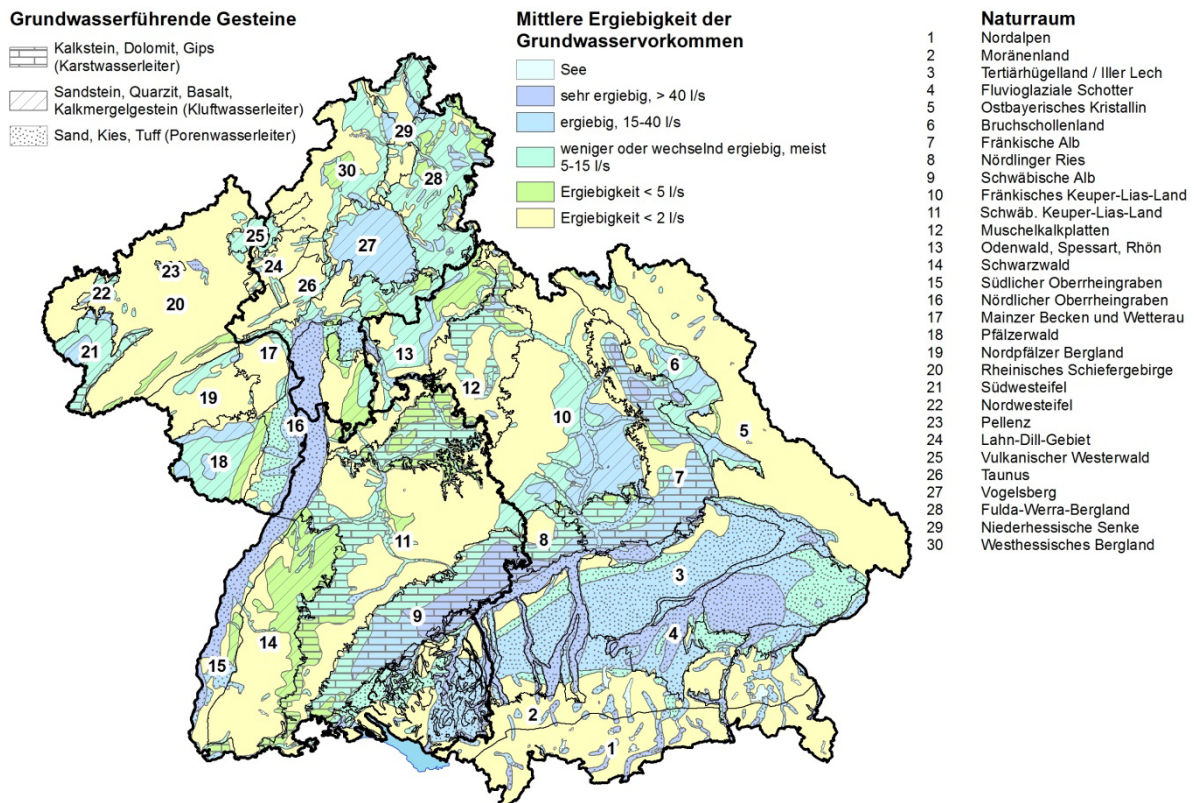 Grundwasserführende Gesteine
Kalkstein, Dolomit, Gips
(Karstwasserleiter)
Sandstein, Quarzit, Basalt,
Kalkmergelgestein (Kluftwasserleiter)
Sand, Kies, Tuff (Porenwasserleiter)
Mittlere Ergiebigkeit der
Grundwasservorkommen
See
sehr ergiebig, > 40 l/s
ergiebig, 15-40 l/s
weniger oder wechselnd ergiebig, meist
5-15 l/s
Ergiebigkeit < 5 l/s
Ergiebigkeit < 2 l/s
Naturraum
1 Nordalpen
2 Moränenland
3 Tertiärhügelland / Iller Lech
4 Fluvioglaziale Schotter
5 Ostbayerisches Kristallin
6 Bruchschollenland
7 Fränkische Alb
8 Nördlinger Ries
9 Schwäbische Alb
10 Fränkisches Keuper-Lias-Land
11 Schwäb. Keuper-Lias-Land
12 Muschelkalkplatten
13 Odenwald, Spessart, Rhön
14 Schwarzwald
15 Südlicher Oberrheingraben
16 Nördlicher Oberrheingraben
17 Mainzer Becken und Wetterau
18 Pfälzerwald
19 Nordpfälzer Bergland
20 Rheinisches Schiefergebirge
21 Südwesteifel
22 Nordwesteifel
23 Pellenz
24 Lahn-Dill-Gebiet
25 Vulkanischer Westerwald
26 Taunus
27 Vogelsberg
28 Fulda-Werra-Bergland
29 Niederhessische Senke
30 Westhessisches Bergland
29
30
28
25
27
23
24
22
26
20
21
17
13
6
19
12
10
5
16
18
7
11
8
3
9
4
14
15
2
1